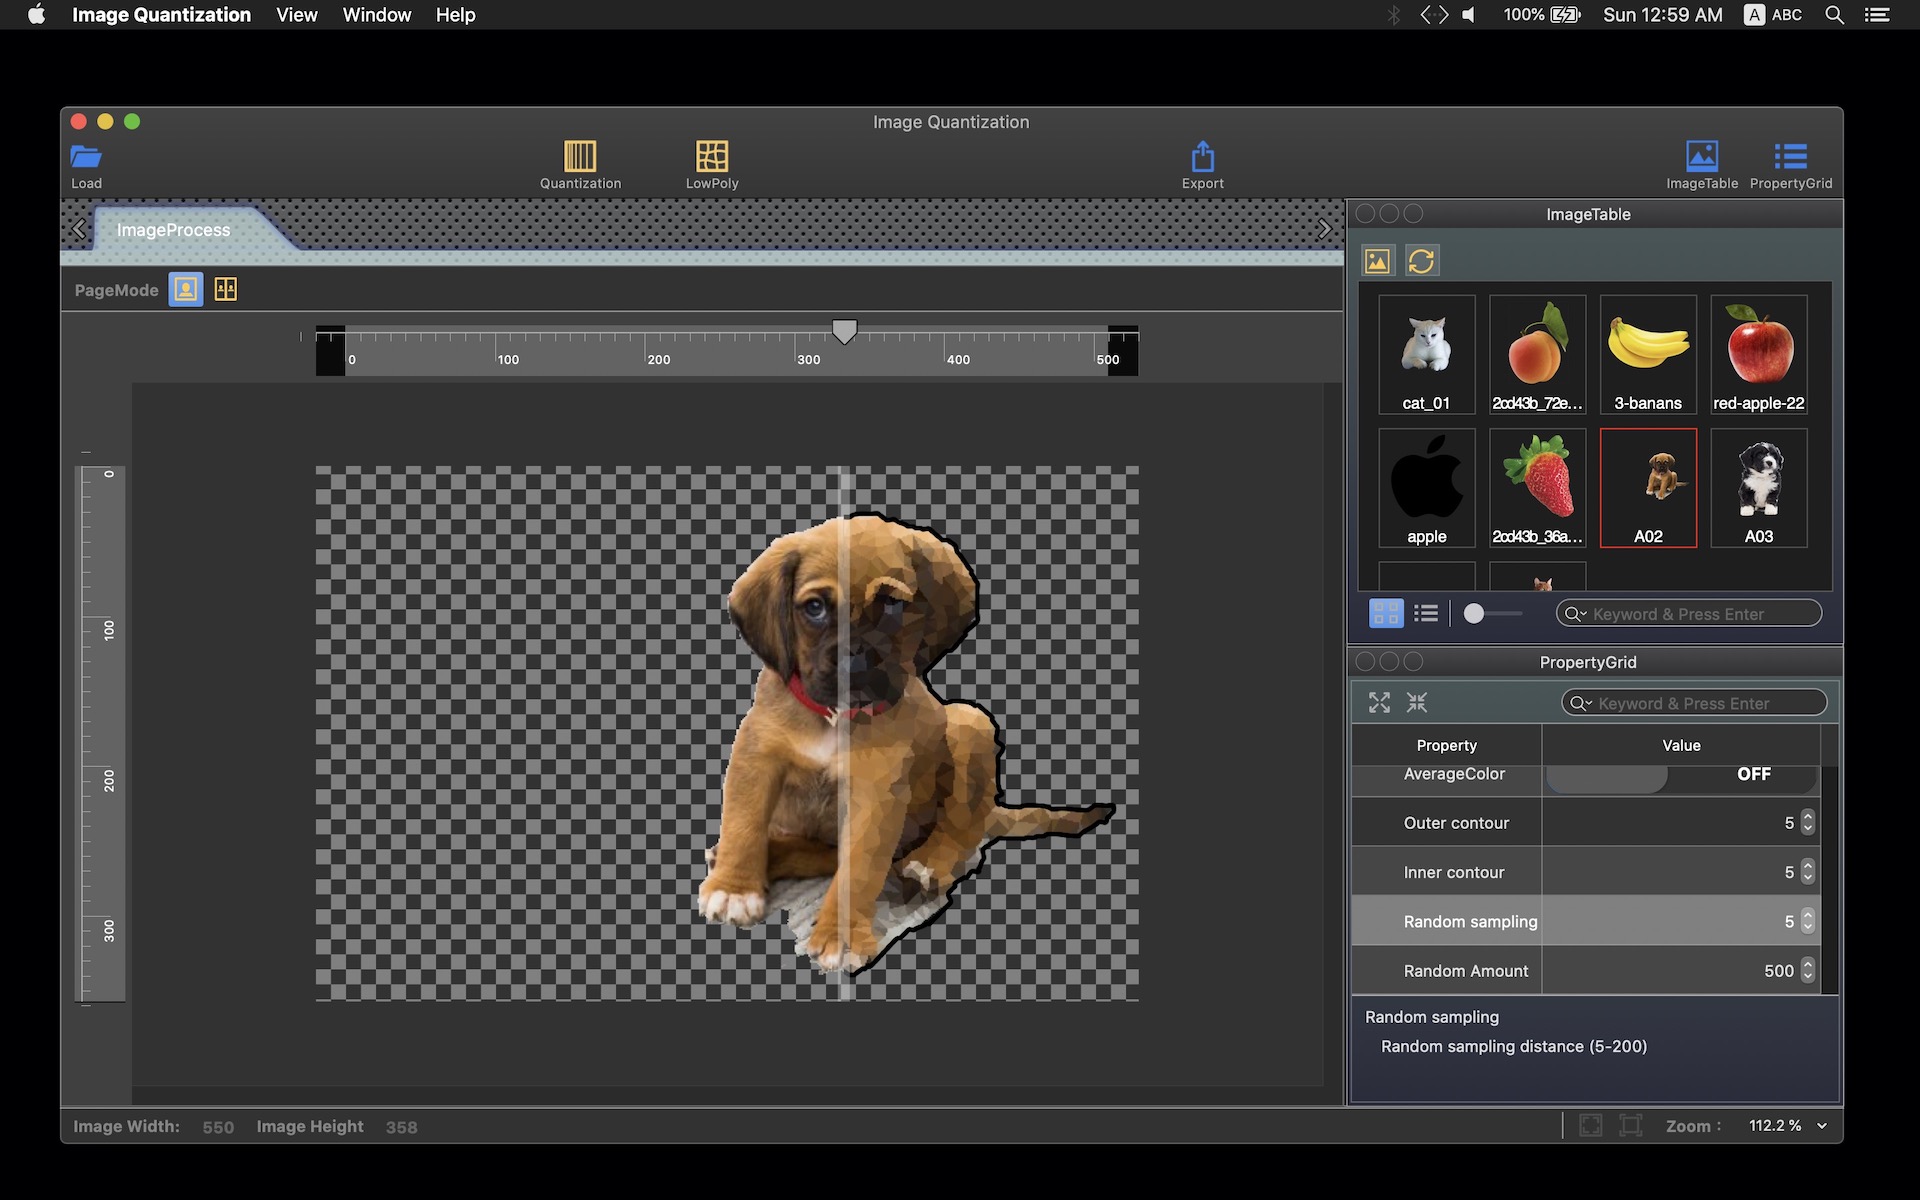 Image Quantization View Window Help 100% Sun 12:59 AM A ABC
Image Quantization
Load Quantization LowPoly Export ImageTable PropertyGrid
ImageProcess
PageMode
0 100 200 300 400 500
0
100
200
300
ImageTable
cat_01 2cd43b_72e... 3-banans red-apple-22
apple 2cd43b_36a... A02 A03
Keyword & Press Enter
PropertyGrid
Keyword & Press Enter
Property Value
AverageColor OFF
Outer contour 5
Inner contour 5
Random sampling 5
Random Amount 500
Random sampling
Random sampling distance (5-200)
Image Width: 550 Image Height 358 Zoom : 112.2 %